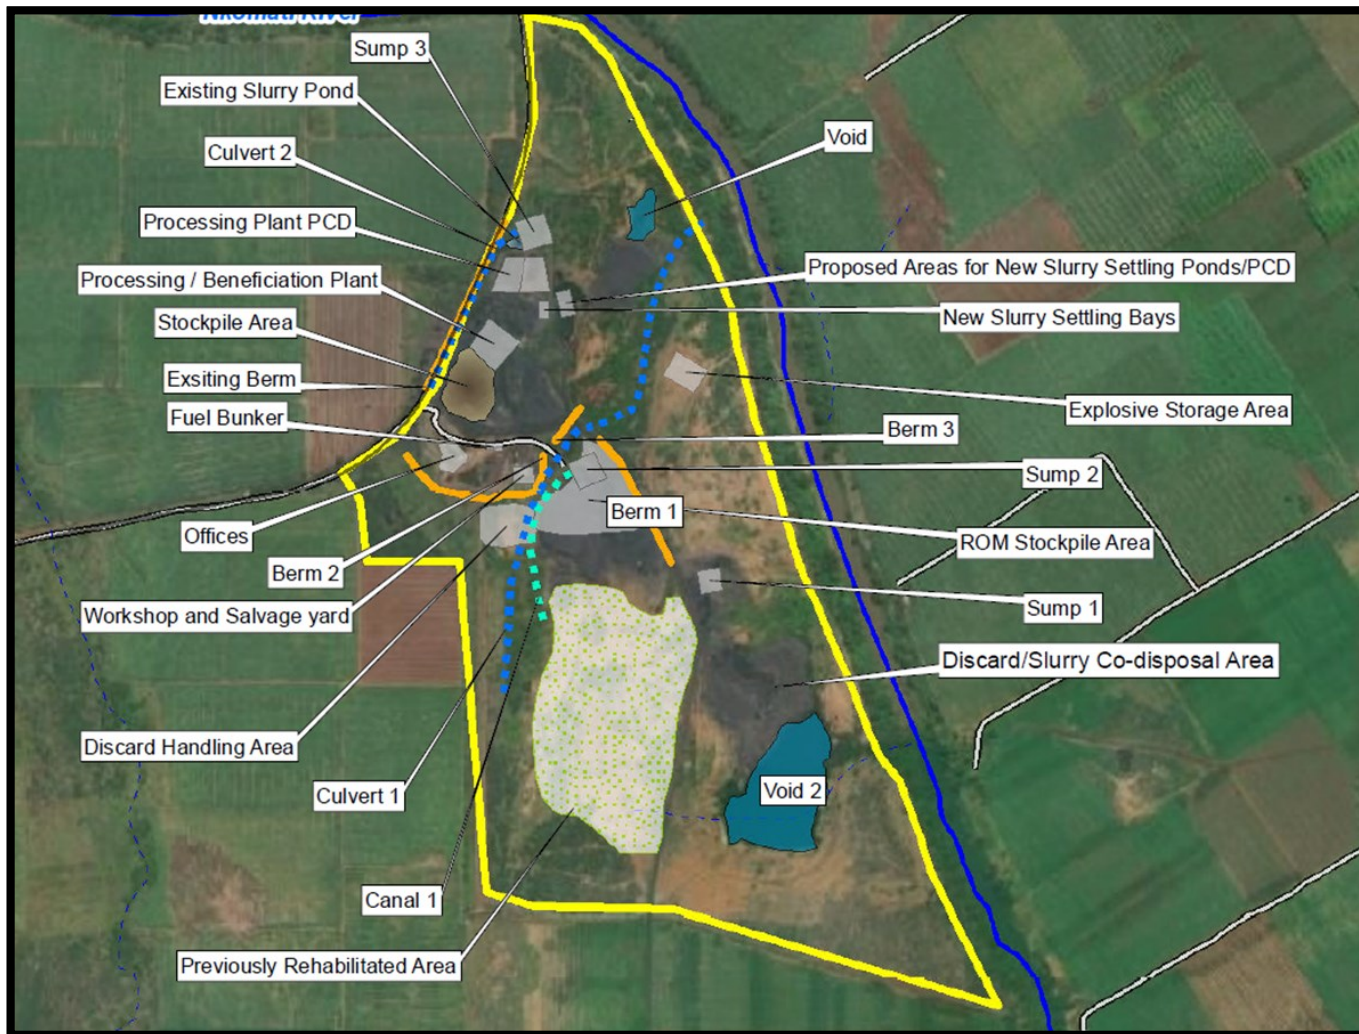 Nkomati River
Sump 3
Existing Slurry Pond
Void
Culvert 2
Processing Plant PCD
Proposed Areas for New Slurry Settling Ponds/PCD
Processing / Beneficiation Plant
New Slurry Settling Bays
Stockpile Area
Exsiting Berm
Explosive Storage Area
Fuel Bunker
Berm 3
Sump 2
Berm 1
Offices
ROM Stockpile Area
Berm 2
Sump 1
Workshop and Salvage yard
Discard/Slurry Co-disposal Area
Discard Handling Area
Void 2
Culvert 1
Canal 1
Previously Rehabilitated Area